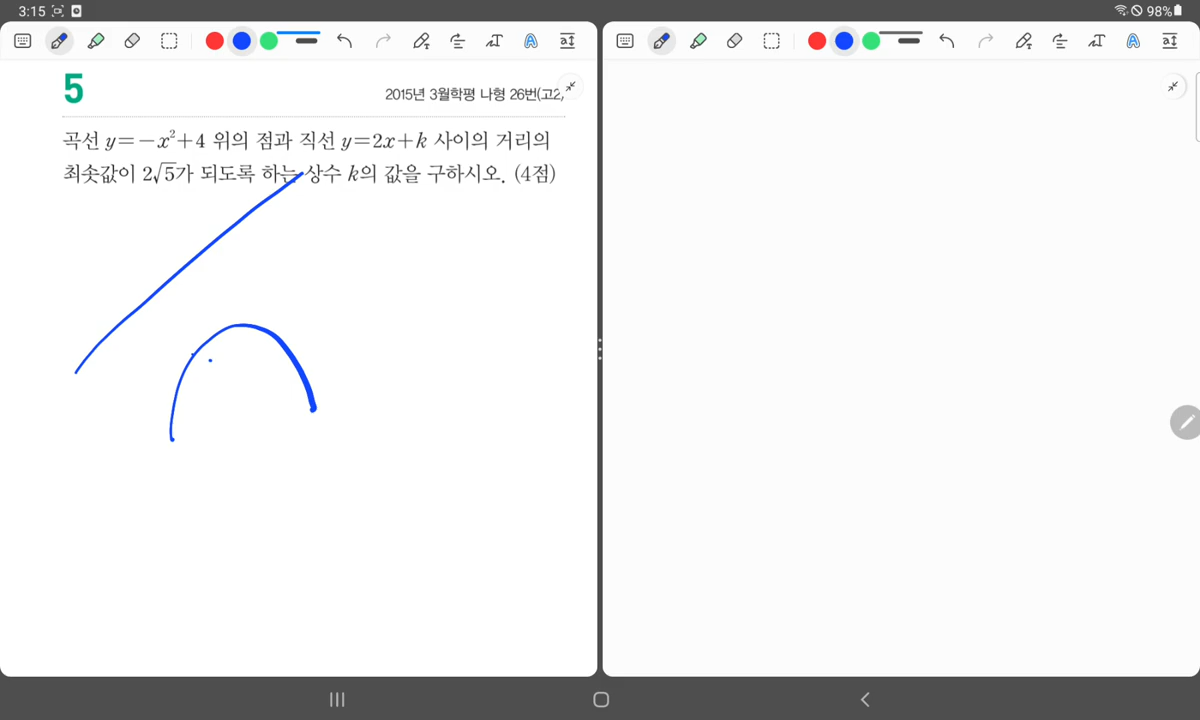 3:15
98%
5
2015년 3월학평 나형 26번(고2)
곡선 y=-x²+4 위의 점과 직선 y=2x+k 사이의 거리의
최솟값이 2√5가 되도록 하는 상수 k의 값을 구하시오. (4점)